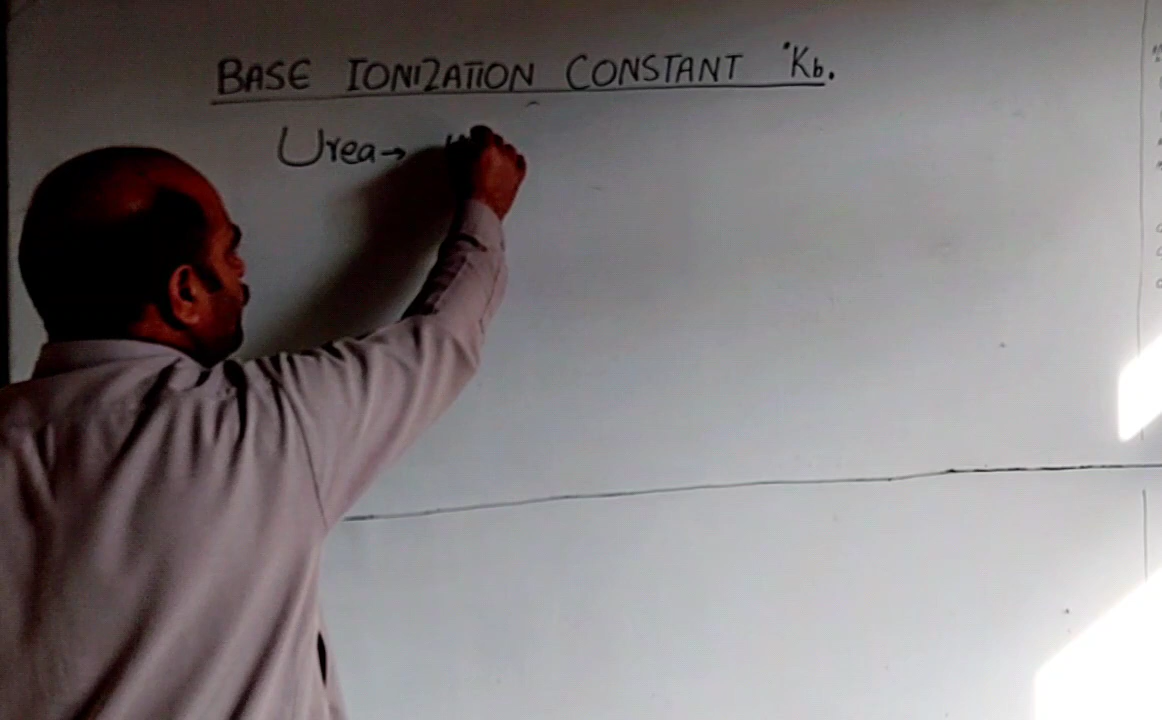 BASE IONIZATION CONSTANT 'Kb.
Urea→